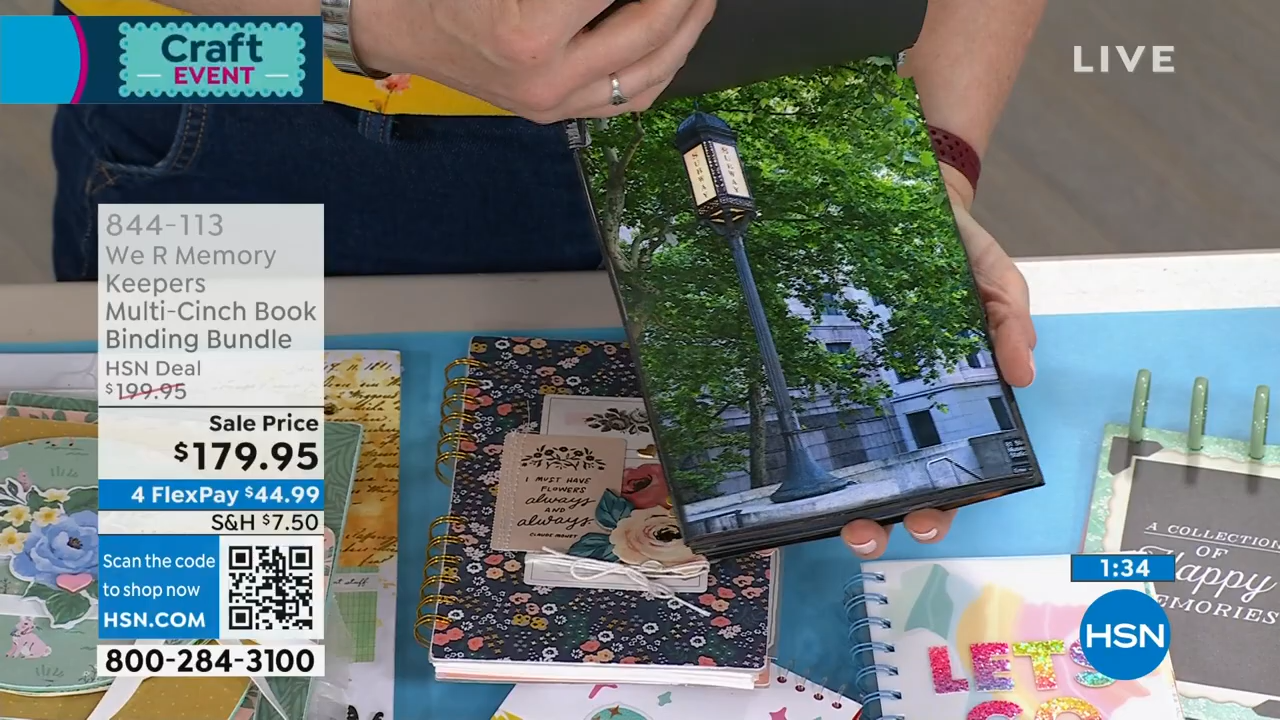 Craft
EVENT
LIVE
844-113
We R Memory
Keepers
Multi-Cinch Book
Binding Bundle
HSN Deal
$199.95
Sale Price
$179.95
4 FlexPay $44.99
S&H $7.50
Scan the code
to shop now
HSN.COM
800-284-3100
SUBWAY
SUBWAY
I MUST HAVE
FLOWERS
always
AND
always.
CLAUDE MONET
A COLLECTION
OF
Happy
MEMORIES
LETS
GO
1:34
HSN